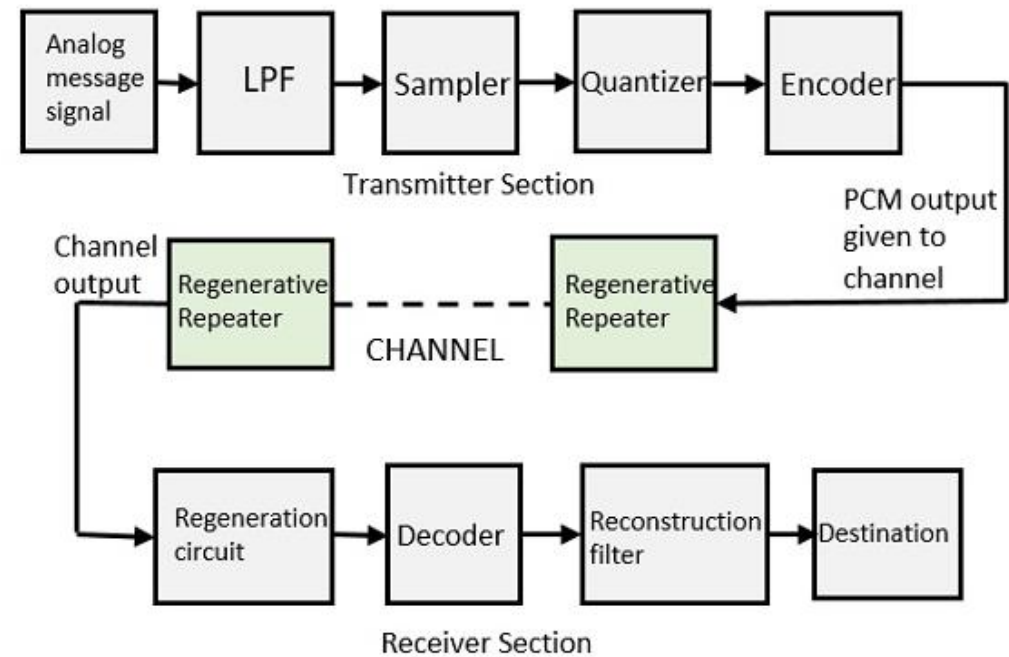 Analog
message
signal
LPF
Sampler
Quantizer
Encoder
Transmitter Section
PCM output
given to
channel
Channel
output
Regenerative
Repeater
CHANNEL
Regenerative
Repeater
Regeneration
circuit
Decoder
Reconstruction
filter
Destination
Receiver Section